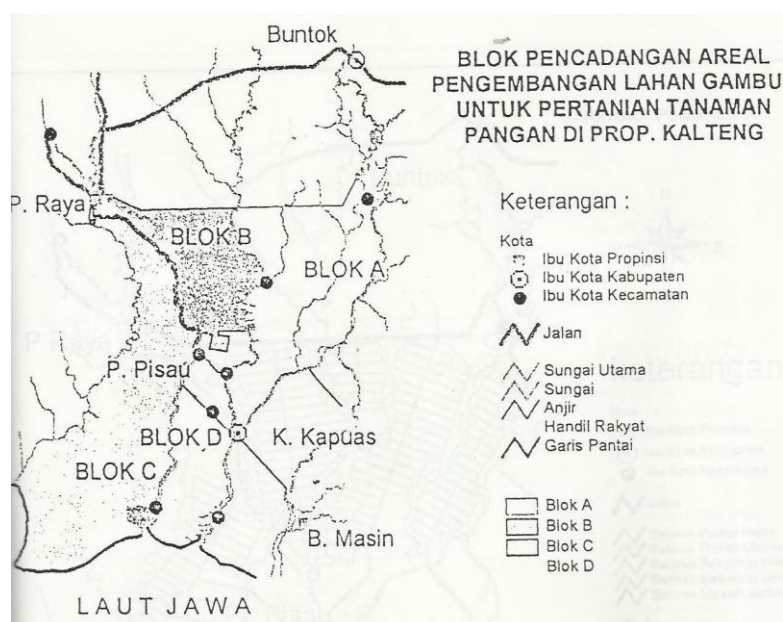 Buntok
BLOK PENCADANGAN AREAL
PENGEMBANGAN LAHAN GAMBU
UNTUK PERTANIAN TANAMAN
PANGAN DI PROP. KALTENG
P. Raya
BLOK B
BLOK A
P. Pisau
BLOK D
K. Kapuas
BLOK C
B. Masin
LAUT JAWA
Keterangan :
Kota
Ibu Kota Propinsi
Ibu Kota Kabupaten
Ibu Kota Kecamatan
Jalan
Sungai Utama
Sungai
Anjir
Handil Rakyat
Garis Pantai
Blok A
Blok B
Blok C
Blok D